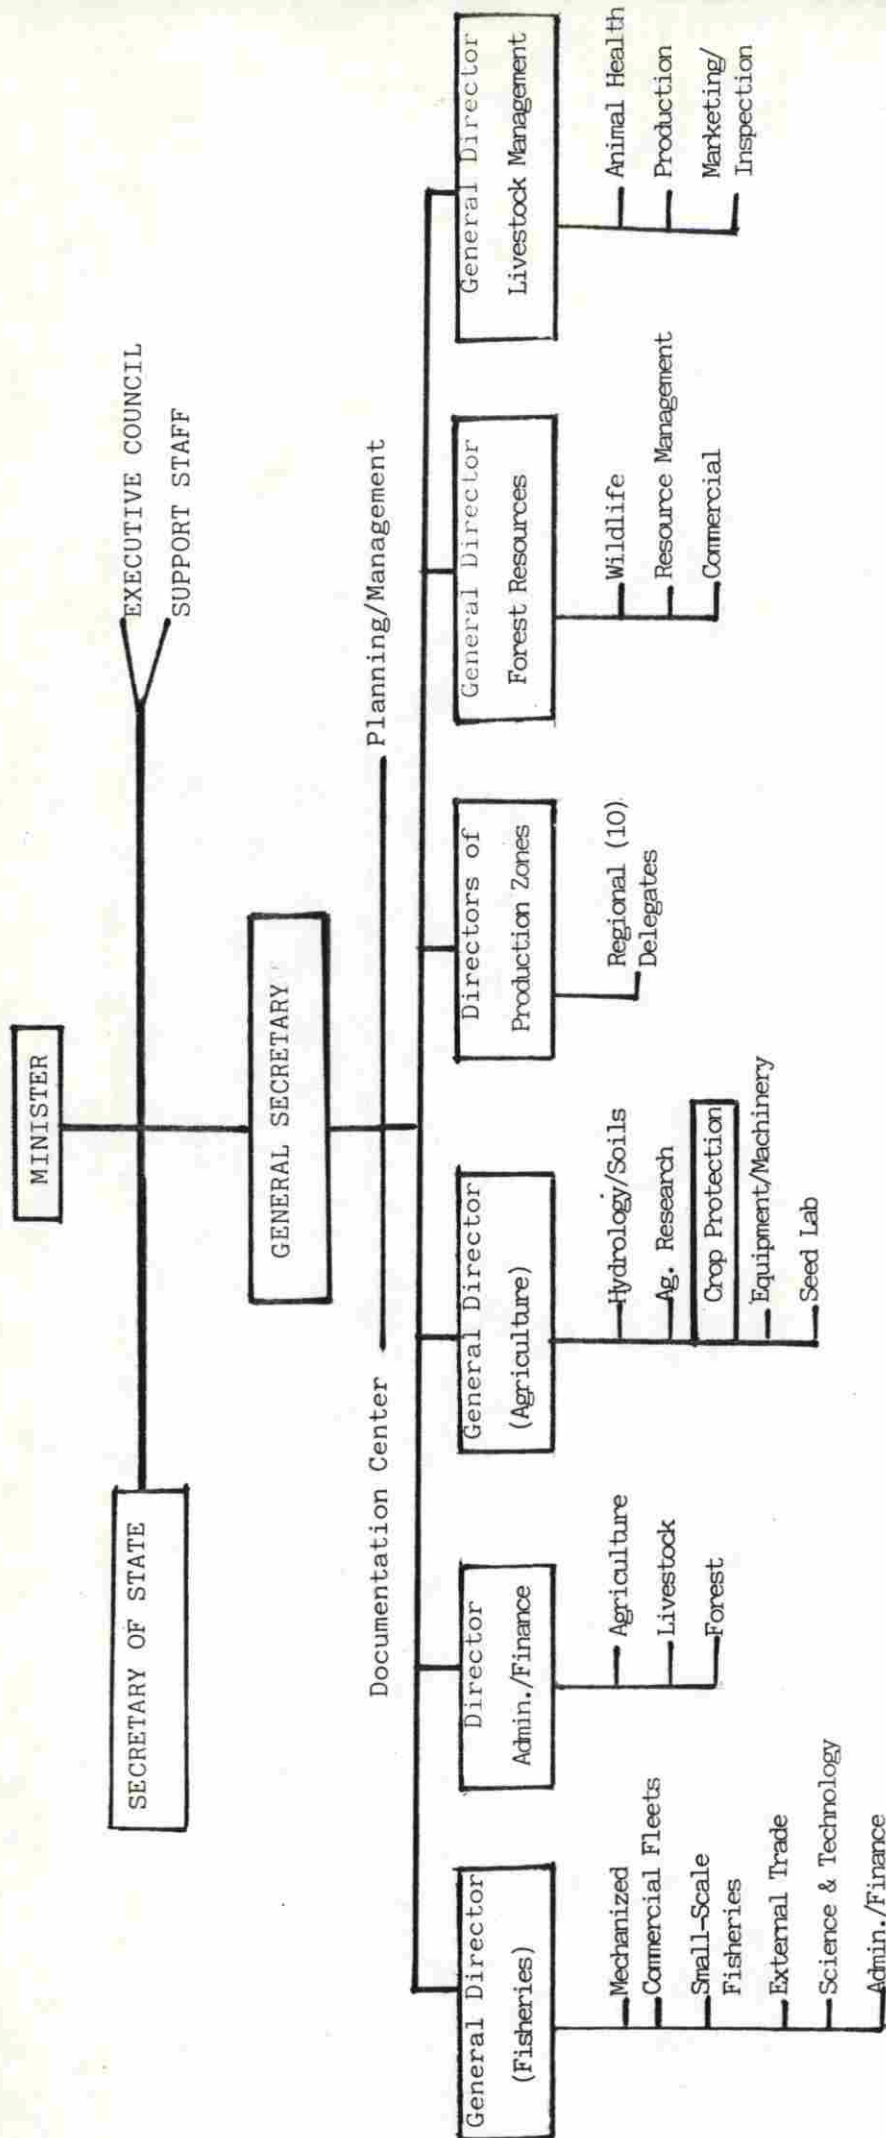 MINISTER
SECRETARY OF STATE
EXECUTIVE COUNCIL
SUPPORT STAFF
GENERAL SECRETARY
Documentation Center
Planning/Management
General Director
(Fisheries)
Mechanized
Commercial Fleets
Small-Scale
Fisheries
External Trade
Science & Technology
Admin./Finance
Director
Admin./Finance
Agriculture
Livestock
Forest
General Director
(Agriculture)
Hydrology/Soils
Ag. Research
Crop Protection
Equipment/Machinery
Seed Lab
Directors of
Production Zones
Regional (10)
Delegates
General Director
Forest Resources
Wildlife
Resource Management
Commercial
General Director
Livestock Management
Animal Health
Production
Marketing/
Inspection